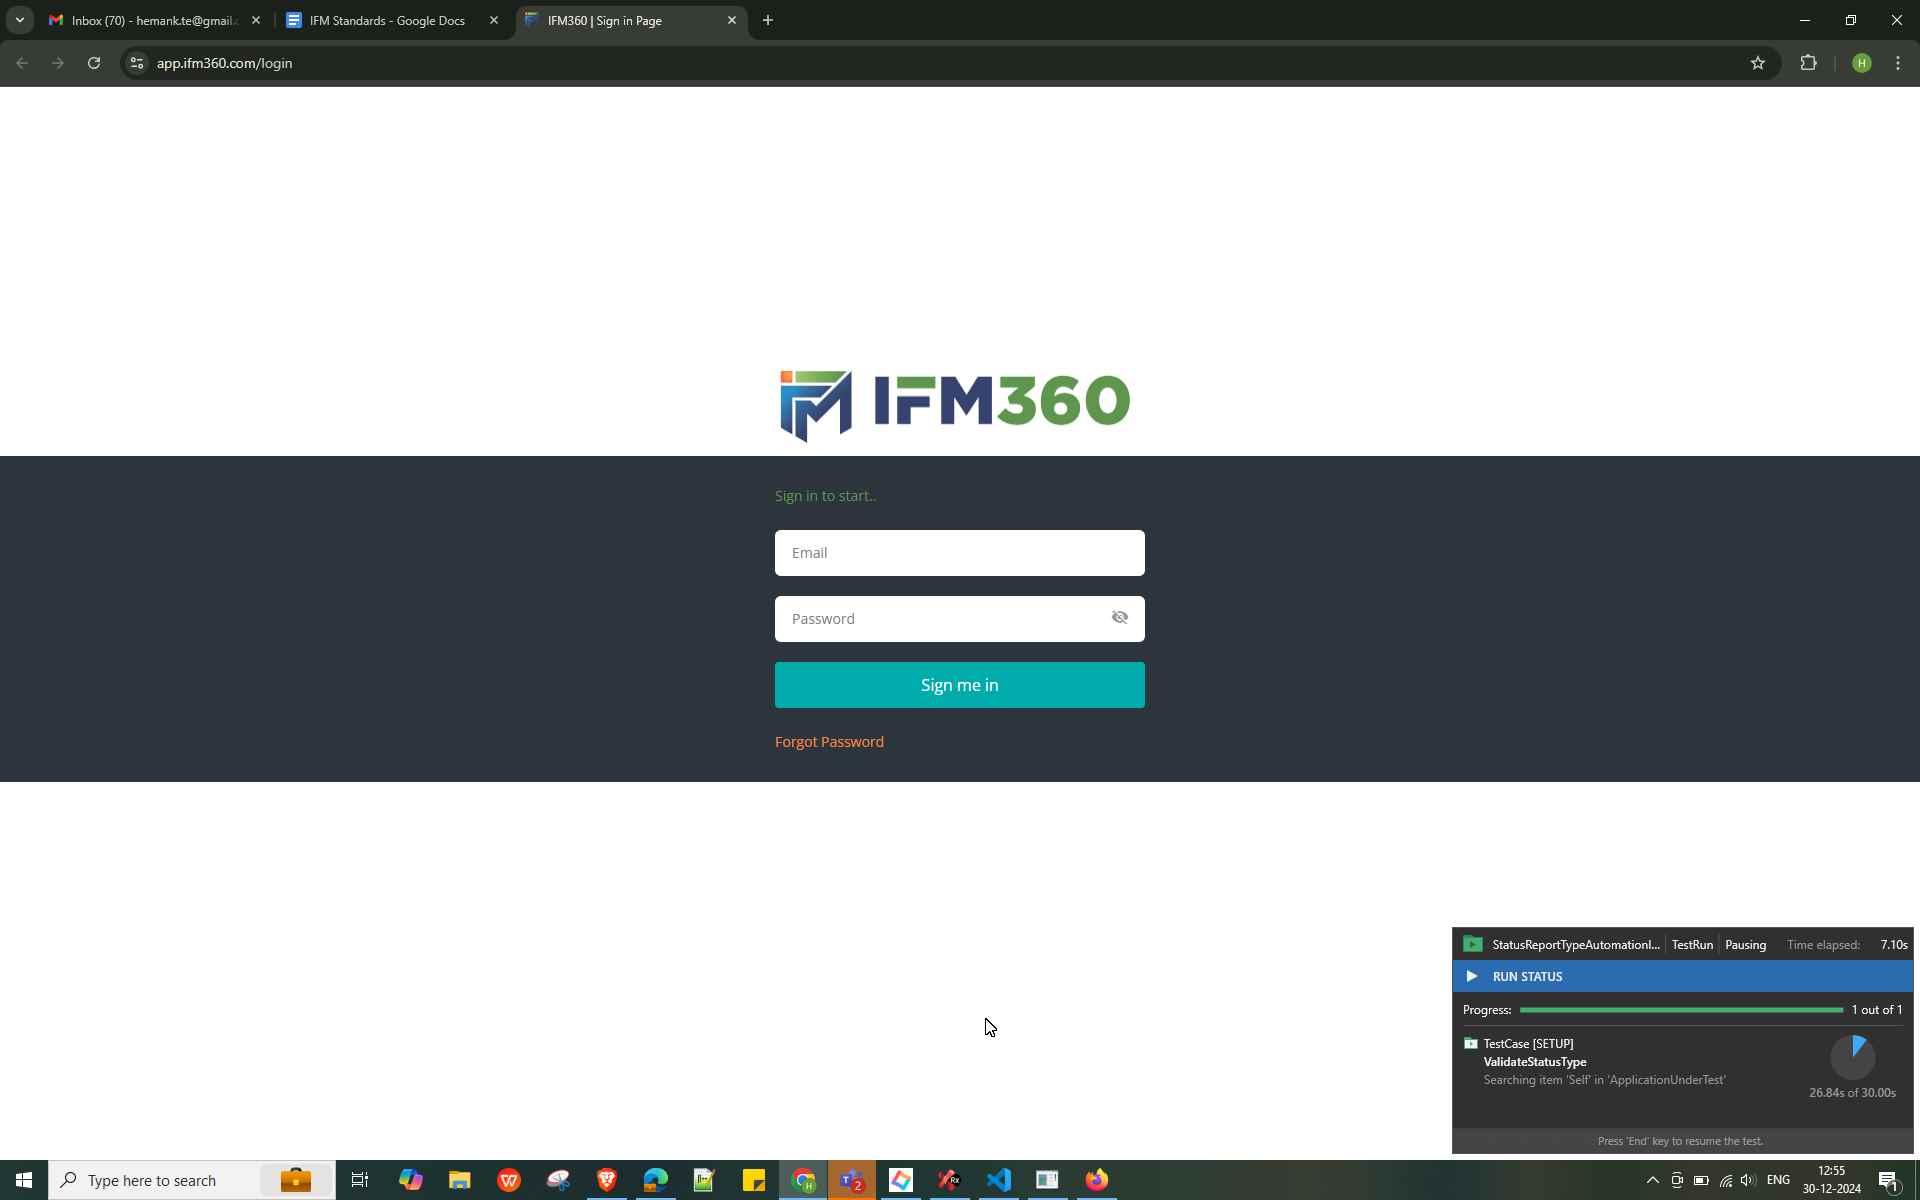 Inbox (70) - hemank.te@gmail.
IFM Standards - Google Docs
IFM360 | Sign in Page
app.ifm360.com/login
H
IFM360
Sign in to start..
Email
Password
Sign me in
Forgot Password
StatusReportTypeAutomationI... TestRun Pausing Time elapsed: 7.10s
RUN STATUS
Progress: 1 out of 1
TestCase [SETUP]
ValidateStatusType
Searching item 'Self' in 'ApplicationUnderTest'
26.84s of 30.00s
Press 'End' key to resume the test.
Type here to search
ENG
12:55
30-12-2024
1
W
H
T 2
Rx